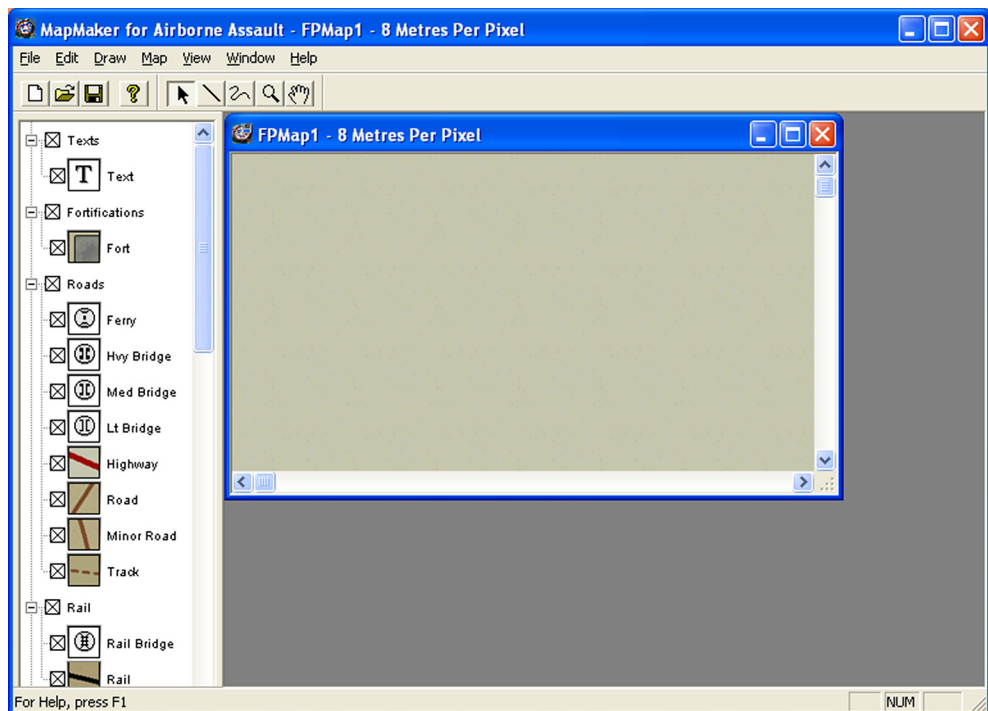 MapMaker for Airborne Assault - FPMap1 - 8 Metres Per Pixel
File Edit Draw Map View Window Help
FPMap1 - 8 Metres Per Pixel
Texts
T Text
Fortifications
Fort
Roads
Ferry
Hvy Bridge
Med Bridge
Lt Bridge
Highway
Road
Minor Road
Track
Rail
Rail Bridge
Rail
For Help, press F1
NUM